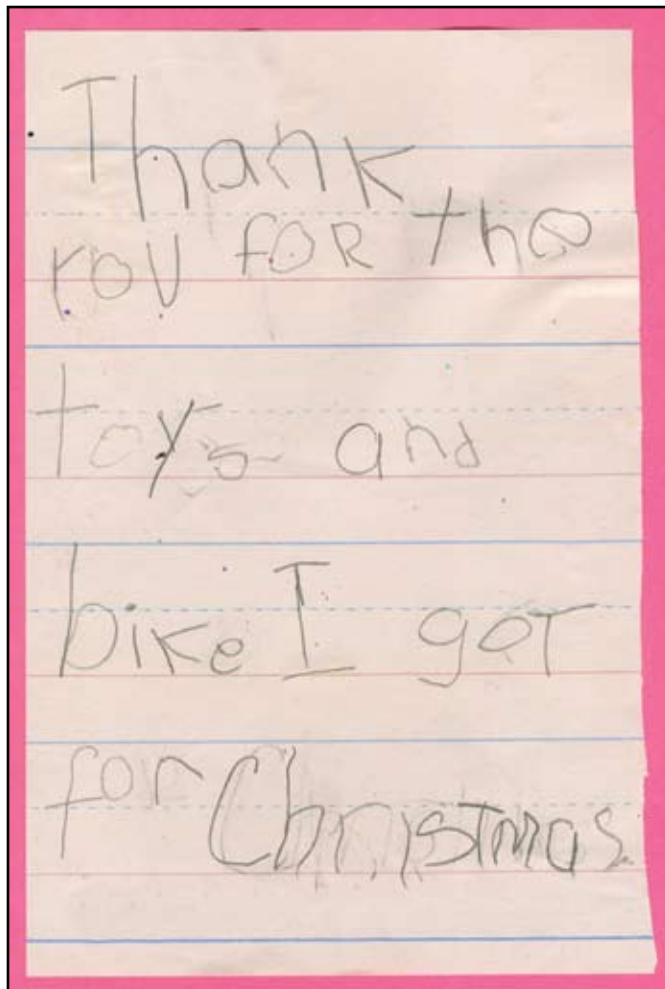 Thank
you foR the
toys and
bike I goT
for ChrisTmas.